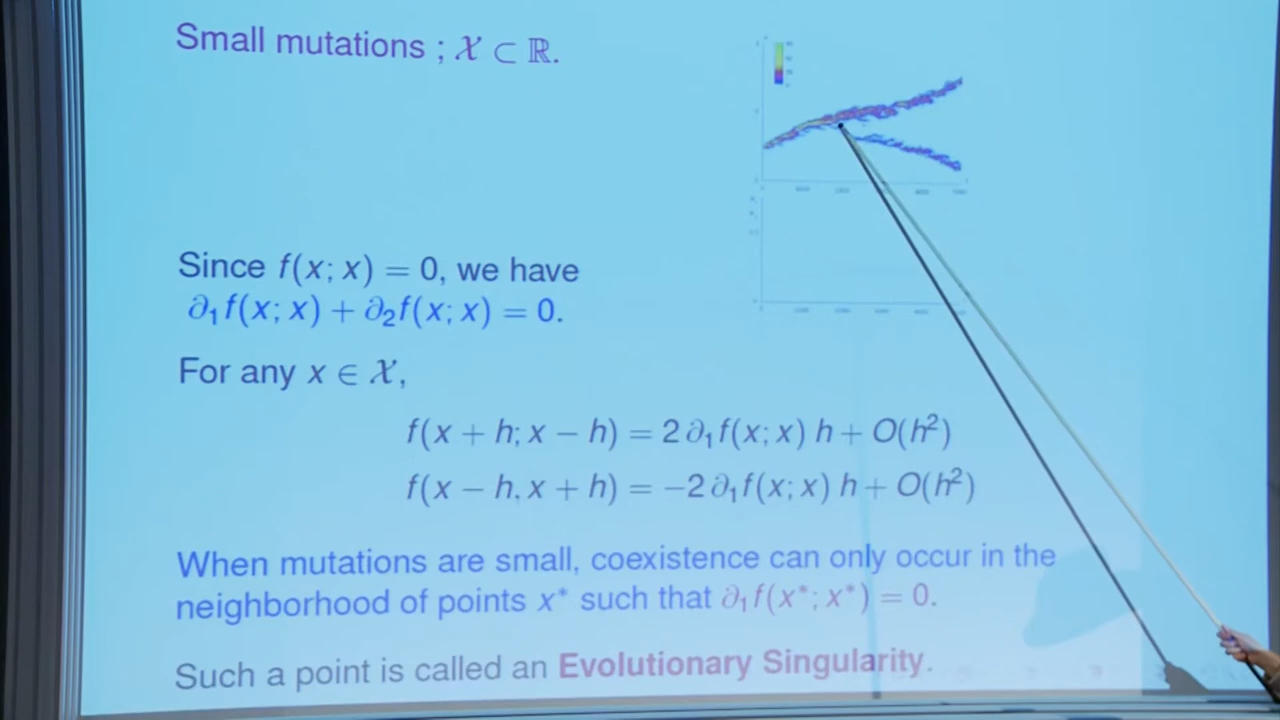 Small mutations ; 𝒳 ⊂ ℝ.
Since f(x; x) = 0, we have
∂₁f(x; x) + ∂₂f(x; x) = 0.
For any x ∈ 𝒳,
f(x + h; x − h) = 2 ∂₁f(x; x) h + O(h²)
f(x − h, x + h) = −2 ∂₁f(x; x) h + O(h²)
When mutations are small, coexistence can only occur in the
neighborhood of points x* such that ∂₁f(x*; x*) = 0.
Such a point is called an Evolutionary Singularity.